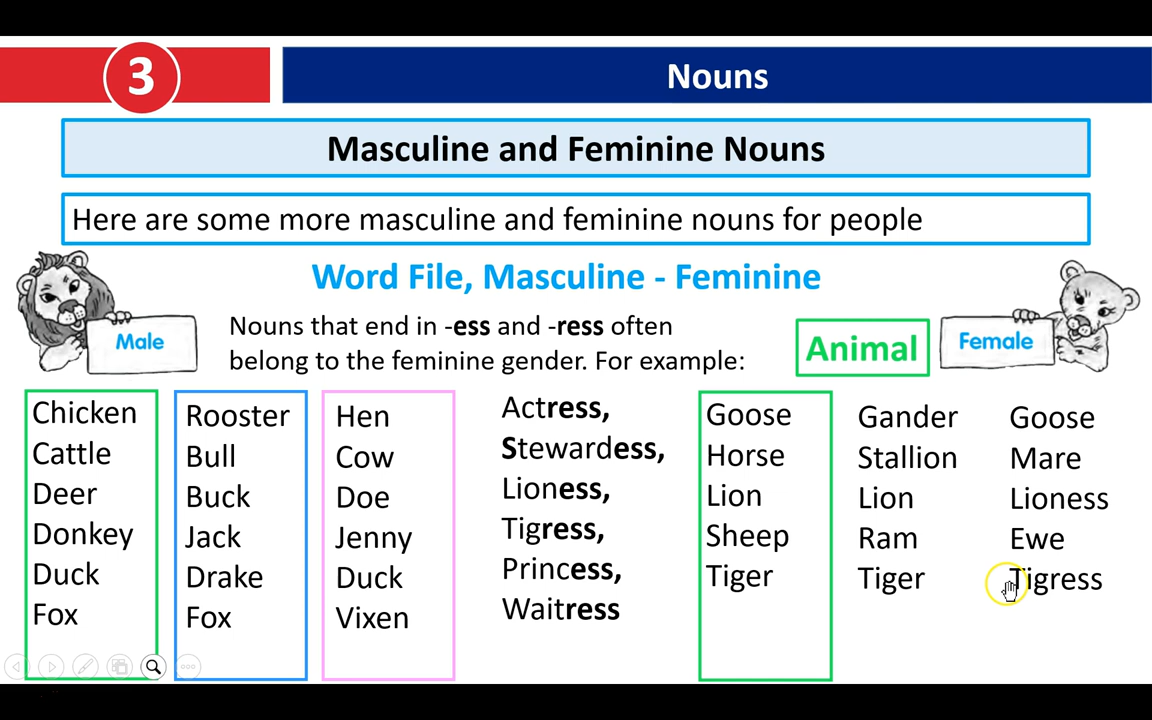 3
Nouns
Masculine and Feminine Nouns
Here are some more masculine and feminine nouns for people
Word File, Masculine - Feminine
Male
Nouns that end in -ess and -ress often
belong to the feminine gender. For example:
Animal
Female
Chicken
Cattle
Deer
Donkey
Duck
Fox
Rooster
Bull
Buck
Jack
Drake
Fox
Hen
Cow
Doe
Jenny
Duck
Vixen
Actress,
Stewardess,
Lioness,
Tigress,
Princess,
Waitress
Goose
Horse
Lion
Sheep
Tiger
Gander
Stallion
Lion
Ram
Tiger
Goose
Mare
Lioness
Ewe
Tigress